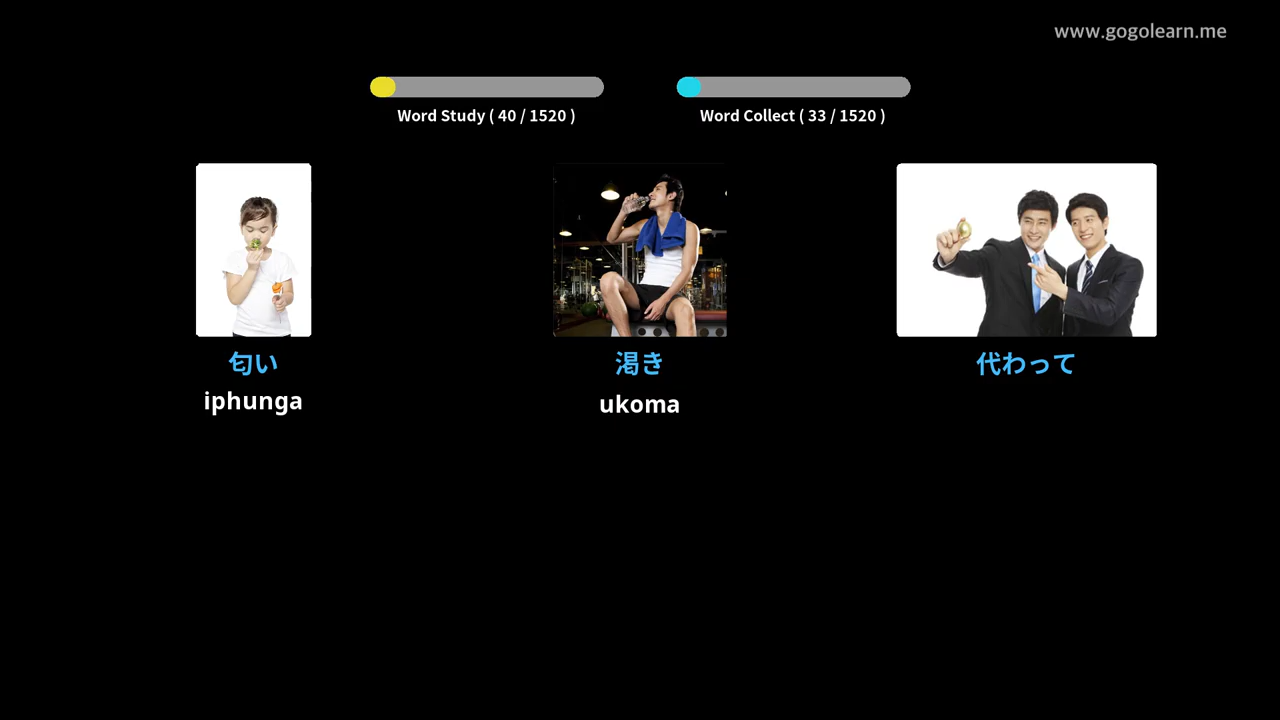 www.gogolearn.me
Word Study ( 40 / 1520 )
Word Collect ( 33 / 1520 )
匂い
渇き
代わって
iphunga
ukoma